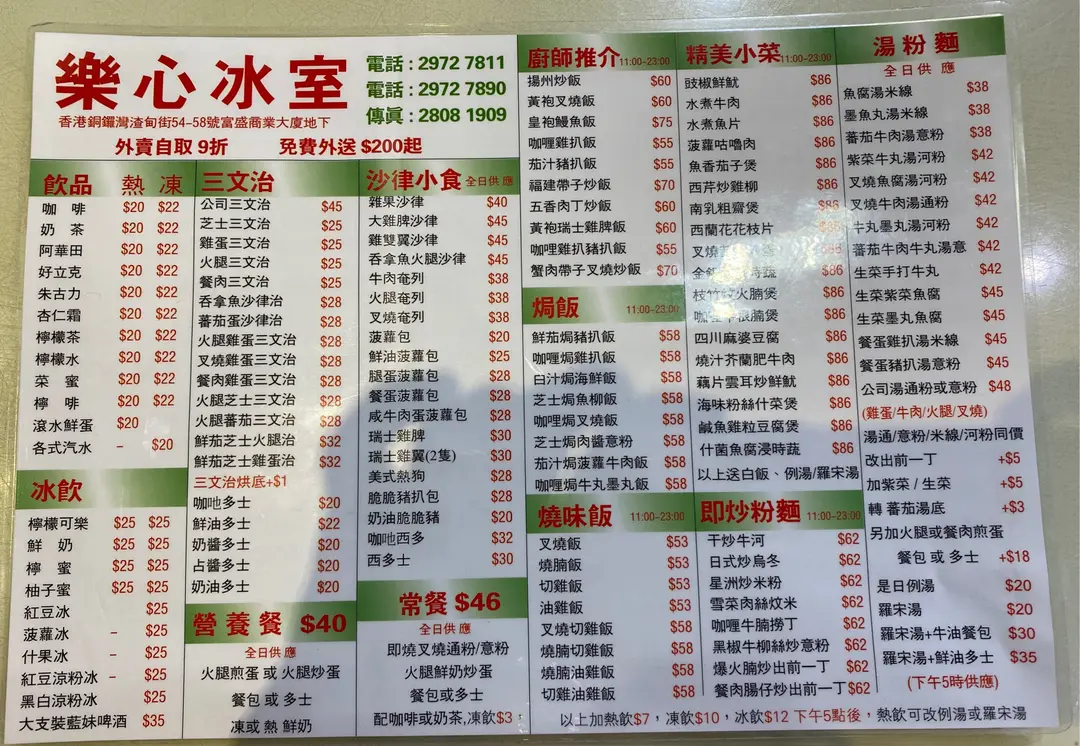 樂心冰室
電話：2972 7811
電話：2972 7890
傳眞：2808 1909
香港銅鑼灣渣甸街54-58號富盛商業大廈地下
外賣自取 9折 免費外送 $200起
飲品 熱 凍
咖啡 $20 $22
奶茶 $20 $22
阿華田 $20 $22
好立克 $20 $22
朱古力 $20 $22
杏仁霜 $20 $22
檸檬茶 $20 $22
檸檬水 $20 $22
菜蜜 $20 $22
檸啡 $20 $22
滾水鮮蛋 $20
各式汽水 – $20
冰飲
檸檬可樂 $25 $25
鮮奶 $25 $25
檸蜜 $25 $25
柚子蜜 $25 $25
紅豆冰 $25
菠蘿冰 – $25
什果冰 – $25
紅豆涼粉冰 – $25
黑白涼粉冰 $25
大支裝藍妹啤酒 $35
三文治
公司三文治 $45
芝士三文治 $25
雞蛋三文治 $25
火腿三文治 $25
餐肉三文治 $25
吞拿魚沙律治 $28
蕃茄蛋沙律治 $28
火腿雞蛋三文治 $28
叉燒雞蛋三文治 $28
餐肉雞蛋三文治 $28
火腿芝士三文治 $28
火腿蕃茄三文治 $28
鮮茄芝士火腿治 $32
鮮茄芝士雞蛋治 $32
三文治烘底+$1
咖吔多士 $20
鮮油多士 $22
奶醬多士 $20
占醬多士 $20
奶油多士 $20
營養餐 $40
全日供應
火腿煎蛋 或 火腿炒蛋
餐包 或 多士
凍或 熱 鮮奶
沙律小食 全日供應
雜果沙律 $40
大雞髀沙律 $45
雞雙翼沙律 $45
吞拿魚火腿沙律 $45
牛肉奄列 $38
火腿奄列 $38
叉燒奄列 $38
菠蘿包 $20
鮮油菠蘿包 $25
腿蛋菠蘿包 $28
餐蛋菠蘿包 $28
咸牛肉蛋菠蘿包 $28
瑞士雞髀 $30
瑞士雞翼(2隻) $30
美式熱狗 $28
脆脆豬扒包 $28
奶油脆脆豬 $20
咖吔西多 $32
西多士 $30
常餐 $46
全日供應
即燒叉燒通粉/意粉
火腿鮮奶炒蛋
餐包或多士
配咖啡或奶茶,凍飲$3,
廚師推介 11:00-23:00
揚州炒飯 $60
黃袍叉燒飯 $60
皇袍鰻魚飯 $75
咖喱雞扒飯 $55
茄汁豬扒飯 $55
福建帶子炒飯 $70
五香肉丁炒飯 $60
黃袍瑞士雞髀飯 $60
咖哩雞扒豬扒飯 $55
蟹肉帶子叉燒炒飯 $70
焗飯 11:00-23:00
鮮茄焗豬扒飯 $58
咖喱焗雞扒飯 $58
白汁焗海鮮飯 $58
芝士焗魚柳飯 $58
咖喱焗叉燒飯 $58
芝士焗肉醬意粉 $58
茄汁焗菠蘿牛肉飯 $58
咖喱焗牛丸墨丸飯 $58
燒味飯 11:00-23:00
叉燒飯 $53
燒腩飯 $53
切雞飯 $53
油雞飯 $53
叉燒切雞飯 $58
燒腩切雞飯 $58
燒腩油雞飯 $58
切雞油雞飯 $58
精美小菜 11:00-23:00
豉椒鮮魷 $86
水煮牛肉 $86
水煮魚片 $86
菠蘿咕嚕肉 $86
魚香茄子煲 $86
西芹炒雞柳 $86
南乳粗齋煲 $86
西蘭花花枝片 $86
叉燒 $86
金銀 時蔬 $86
枝竹 火腩煲 $86
咖 腩煲 $86
四川麻婆豆腐 $86
燒汁芥蘭肥牛肉 $86
藕片雲耳炒鮮魷 $86
海味粉絲什菜煲 $86
鹹魚雞粒豆腐煲 $86
什菌魚腐浸時蔬 $86
以上送白飯、例湯/羅宋湯
即炒粉麵 11:00-23:00
干炒牛河 $62
日式炒烏冬 $62
星洲炒米粉 $62
雪菜肉絲炆米 $62
咖喱牛腩撈丁 $62
黑椒牛柳絲炒意粉 $62
爆火腩炒出前一丁 $62
餐肉腸仔炒出前一丁 $62
湯粉麵
全日供應
魚腐湯米線 $38
墨魚丸湯米線 $38
蕃茄牛肉湯意粉 $38
紫菜牛丸湯河粉 $42
叉燒魚腐湯河粉 $42
叉燒牛肉湯通粉 $42
牛丸墨丸湯河粉 $42
蕃茄牛肉牛丸湯意 $42
生菜手打牛丸 $42
生菜紫菜魚腐 $42
生菜墨丸魚腐 $45
餐蛋雞扒湯米線 $45
餐蛋豬扒湯意粉 $45
公司湯通粉或意粉 $48
(雞蛋/牛肉/火腿/叉燒)
湯通/意粉/米線/河粉同價
改出前一丁 +$5
加紫菜 / 生菜 +$5
轉 蕃茄湯底 +$3
另加火腿或餐肉煎蛋
餐包 或 多士 +$18
是日例湯 $20
羅宋湯 $20
羅宋湯+牛油餐包 $30
羅宋湯+鮮油多士 $35
(下午5時供應)
以上加熱飲$7，凍飲$10，冰飲$12 下午5點後，熱飲可改例湯或羅宋湯